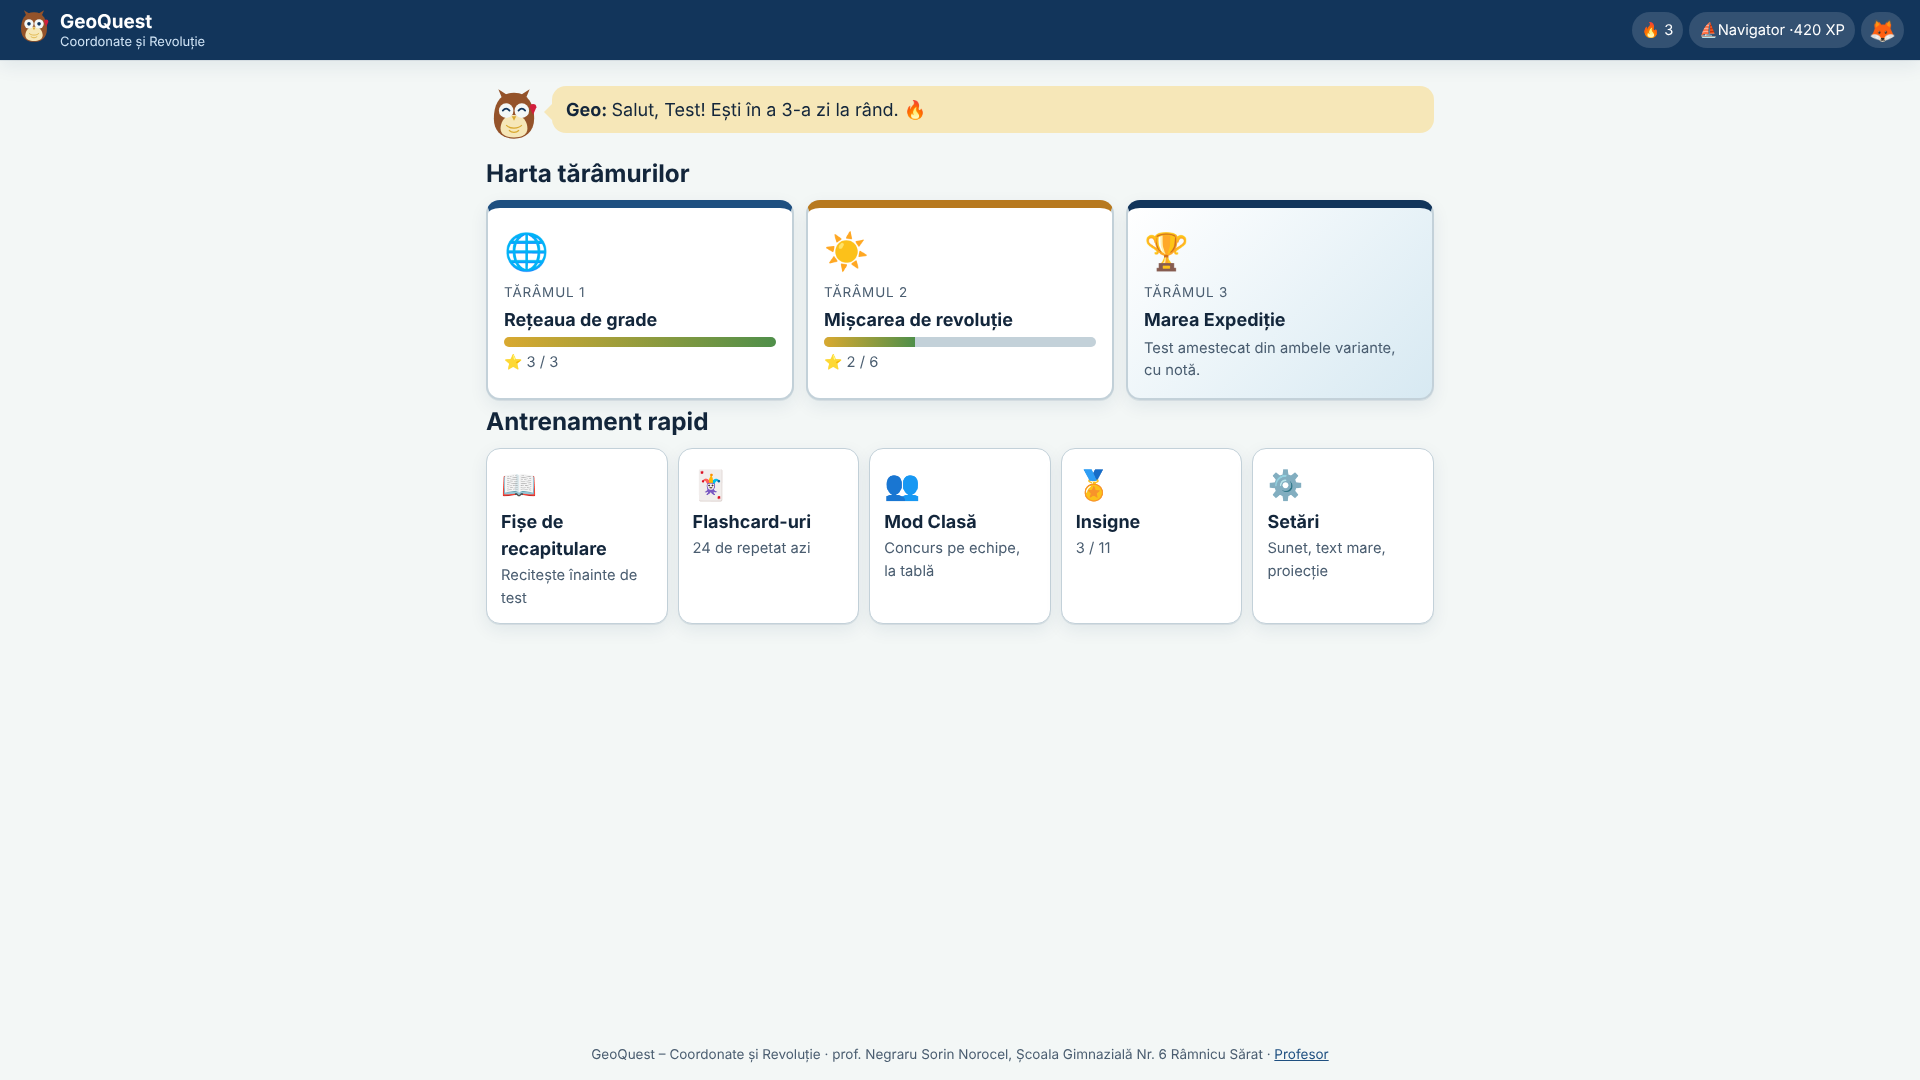 GeoQuest
Coordonate și Revoluție
🔥 3
⛵Navigator ·420 XP
Geo: Salut, Test! Ești în a 3-a zi la rând. 🔥
Harta tărâmurilor
TĂRÂMUL 1
Rețeaua de grade
⭐ 3 / 3
TĂRÂMUL 2
Mișcarea de revoluție
⭐ 2 / 6
TĂRÂMUL 3
Marea Expediție
Test amestecat din ambele variante,
cu notă.
Antrenament rapid
Fișe de
recapitulare
Recitește înainte de
test
Flashcard-uri
24 de repetat azi
Mod Clasă
Concurs pe echipe,
la tablă
Insigne
3 / 11
Setări
Sunet, text mare,
proiecție
GeoQuest – Coordonate și Revoluție · prof. Negraru Sorin Norocel, Școala Gimnazială Nr. 6 Râmnicu Sărat · Profesor